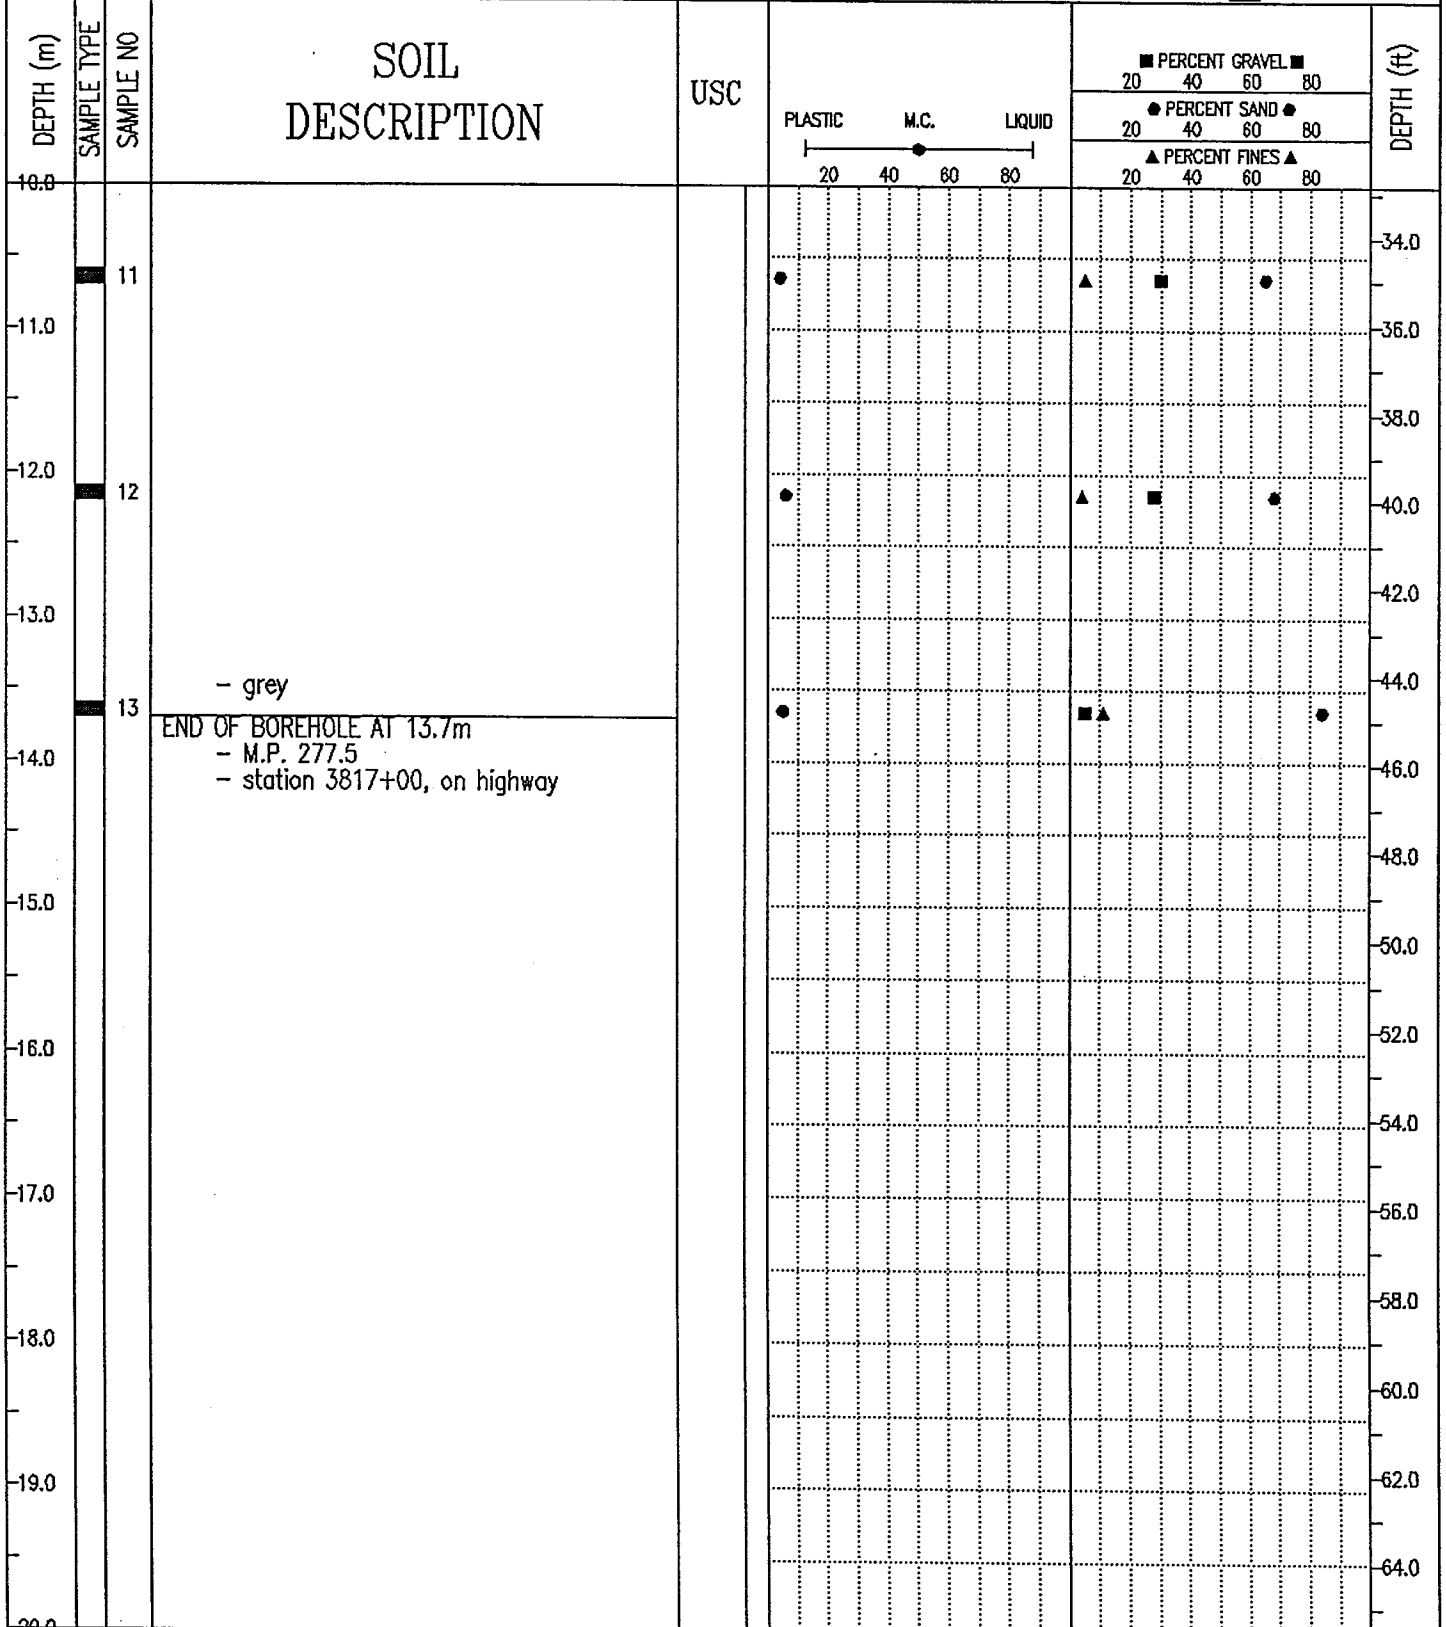 DEPTH (m)
SAMPLE TYPE
SAMPLE NO
SOIL
DESCRIPTION
USC
PLASTIC M.C. LIQUID
20 40 60 80
■ PERCENT GRAVEL ■
20 40 60 80
● PERCENT SAND ●
20 40 60 80
▲ PERCENT FINES ▲
20 40 60 80
DEPTH (ft)
10.0
34.0
11
11.0
36.0
38.0
12.0
12
40.0
42.0
13.0
44.0
- grey
13
END OF BOREHOLE AT 13.7m
- M.P. 277.5
14.0
46.0
- station 3817+00, on highway
48.0
15.0
50.0
52.0
16.0
54.0
17.0
56.0
58.0
18.0
60.0
62.0
19.0
64.0